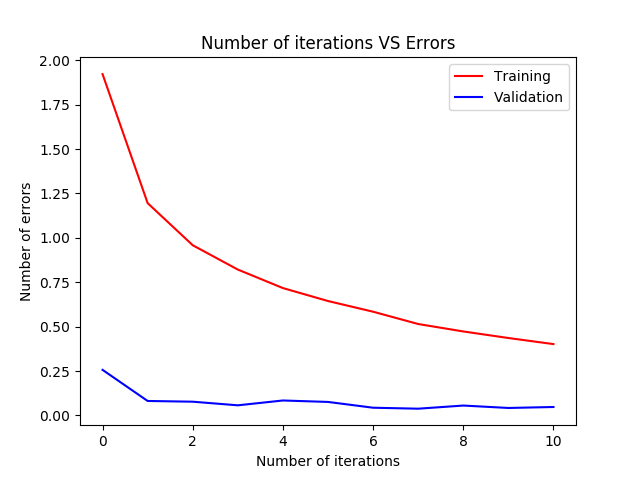 Number of iterations VS Errors
Training
Validation
Number of errors
2.00
1.75
1.50
1.25
1.00
0.75
0.50
0.25
0.00
0 2 4 6 8 10
Number of iterations